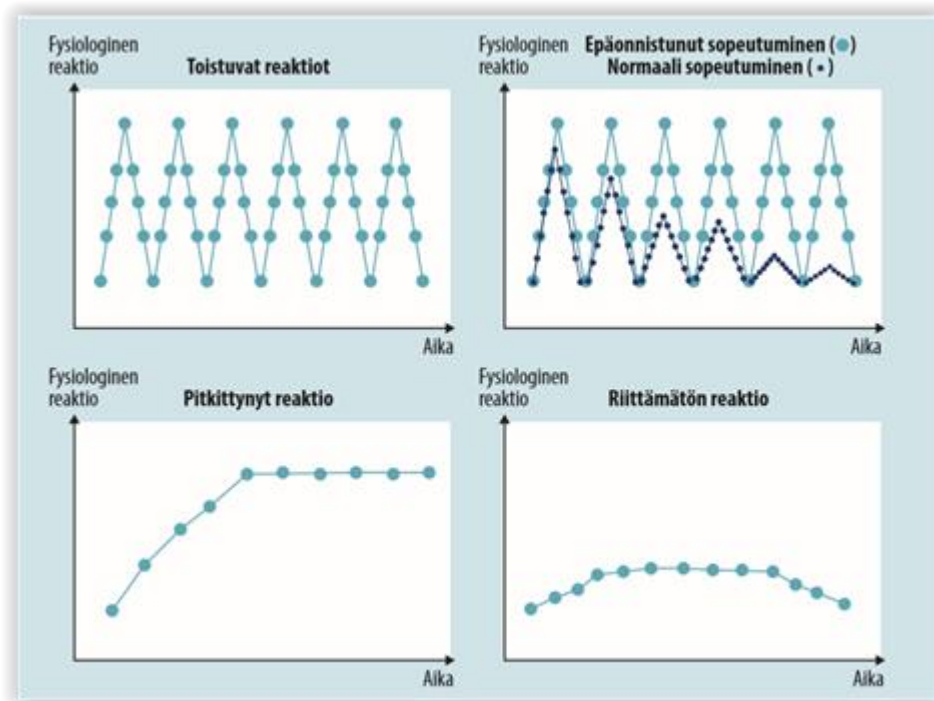 Fysiologinen
reaktio
Toistuvat reaktiot
Aika
Fysiologinen
reaktio
Epäonnistunut sopeutuminen (●)
Normaali sopeutuminen (•)
Aika
Fysiologinen
reaktio
Pitkittynyt reaktio
Aika
Fysiologinen
reaktio
Riittämätön reaktio
Aika